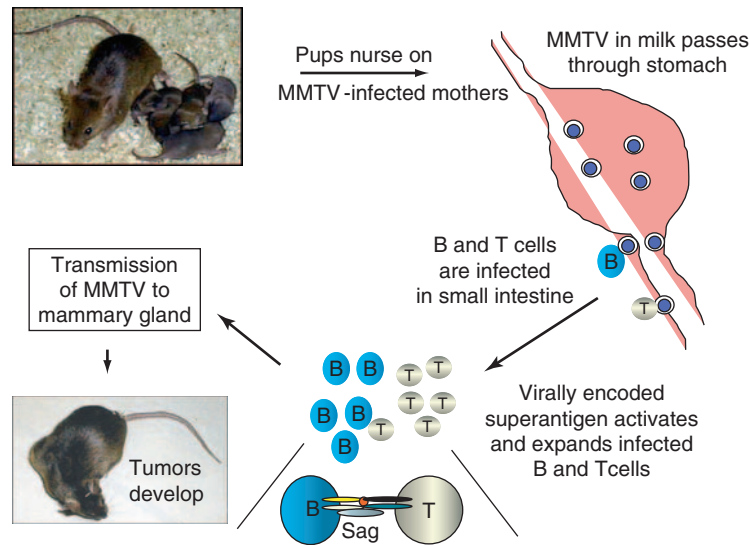 Pups nurse on
MMTV-infected mothers
MMTV in milk passes
through stomach
B and T cells
are infected
in small intestine
B
T
Virally encoded
superantigen activates
and expands infected
B and Tcells
B B
B B
B
T T
T T
T T
T
B
T
Sag
Transmission
of MMTV to
mammary gland
Tumors
develop